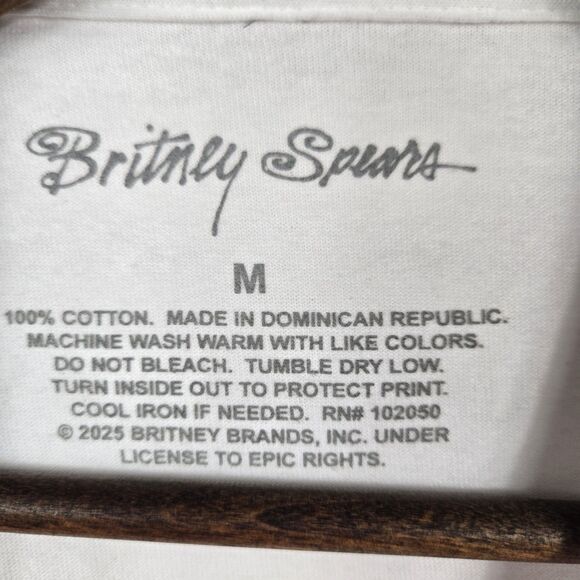 Britney Spears
M
100% COTTON. MADE IN DOMINICAN REPUBLIC.
MACHINE WASH WARM WITH LIKE COLORS.
DO NOT BLEACH. TUMBLE DRY LOW.
TURN INSIDE OUT TO PROTECT PRINT.
COOL IRON IF NEEDED. RN# 102050
© 2025 BRITNEY BRANDS, INC. UNDER
LICENSE TO EPIC RIGHTS.